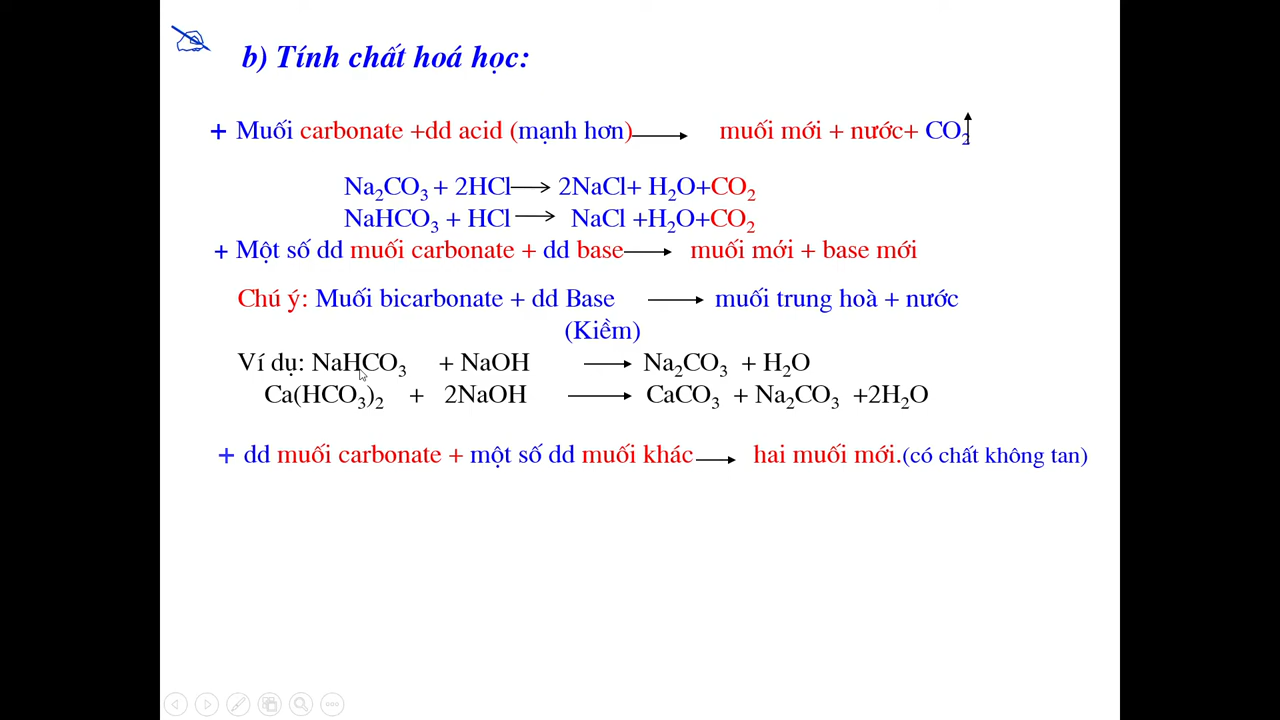 b) Tính chất hoá học:
+ Muối carbonate +dd acid (mạnh hơn) → muối mới + nước+ CO₂↑
Na₂CO₃ + 2HCl → 2NaCl+ H₂O+CO₂
NaHCO₃ + HCl → NaCl +H₂O+CO₂
+ Một số dd muối carbonate + dd base → muối mới + base mới
Chú ý: Muối bicarbonate + dd Base → muối trung hoà + nước
(Kiềm)
Ví dụ: NaHCO₃ + NaOH → Na₂CO₃ + H₂O
Ca(HCO₃)₂ + 2NaOH → CaCO₃ + Na₂CO₃ +2H₂O
+ dd muối carbonate + một số dd muối khác → hai muối mới.(có chất không tan)